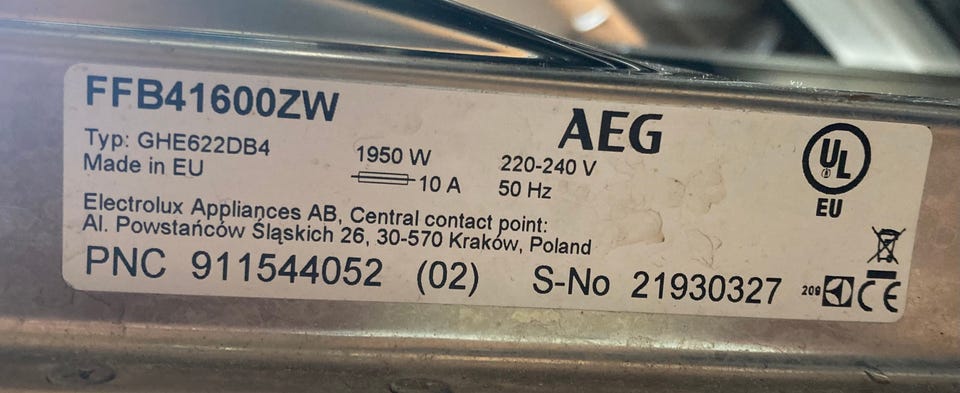 FFB41600ZW
AEG
Typ: GHE622DB4
Made in EU
1950 W
10 A
220-240 V
50 Hz
UL
EU
Electrolux Appliances AB, Central contact point:
Al. Powstańców Śląskich 26, 30-570 Kraków, Poland
PNC 911544052 (02) S-No 21930327
CE